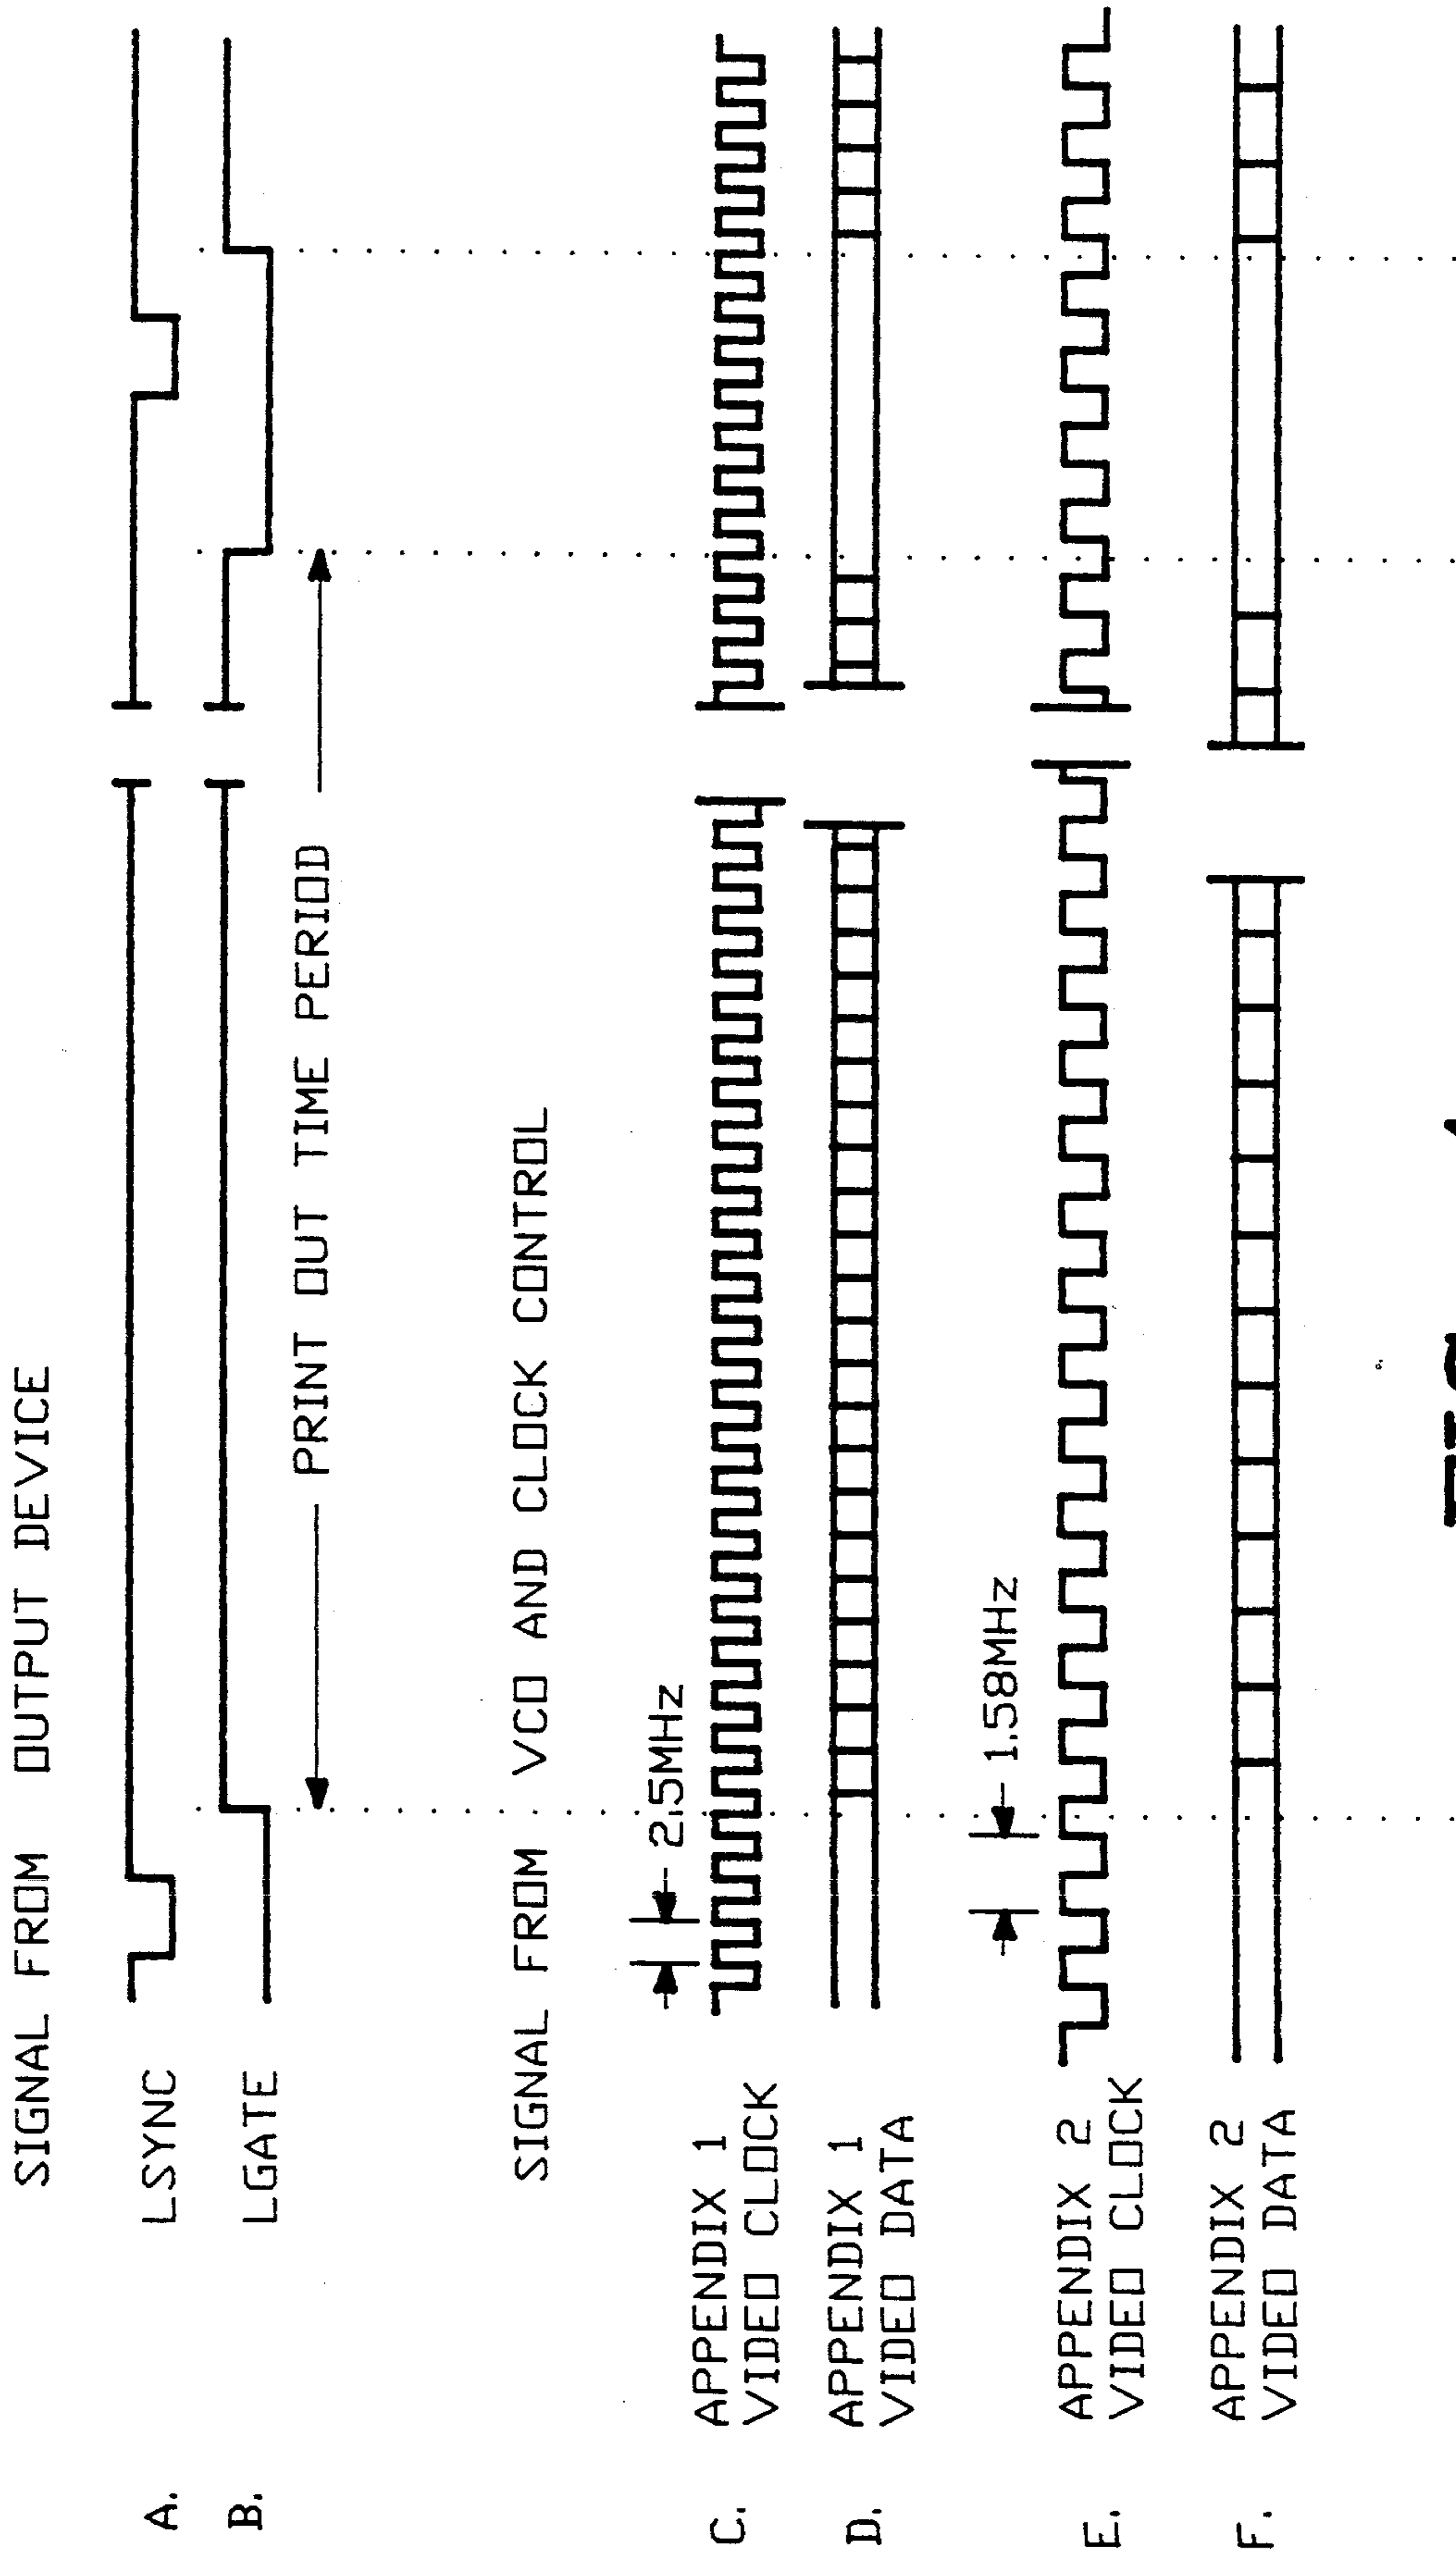 SIGNAL FROM OUTPUT DEVICE
A. LSYNC
B. LGATE
PRINT OUT TIME PERIOD
SIGNAL FROM VCO AND CLOCK CONTROL
2.5MHz
C. APPENDIX 1
VIDEO CLOCK
D. APPENDIX 1
VIDEO DATA
1.58MHz
E. APPENDIX 2
VIDEO CLOCK
F. APPENDIX 2
VIDEO DATA